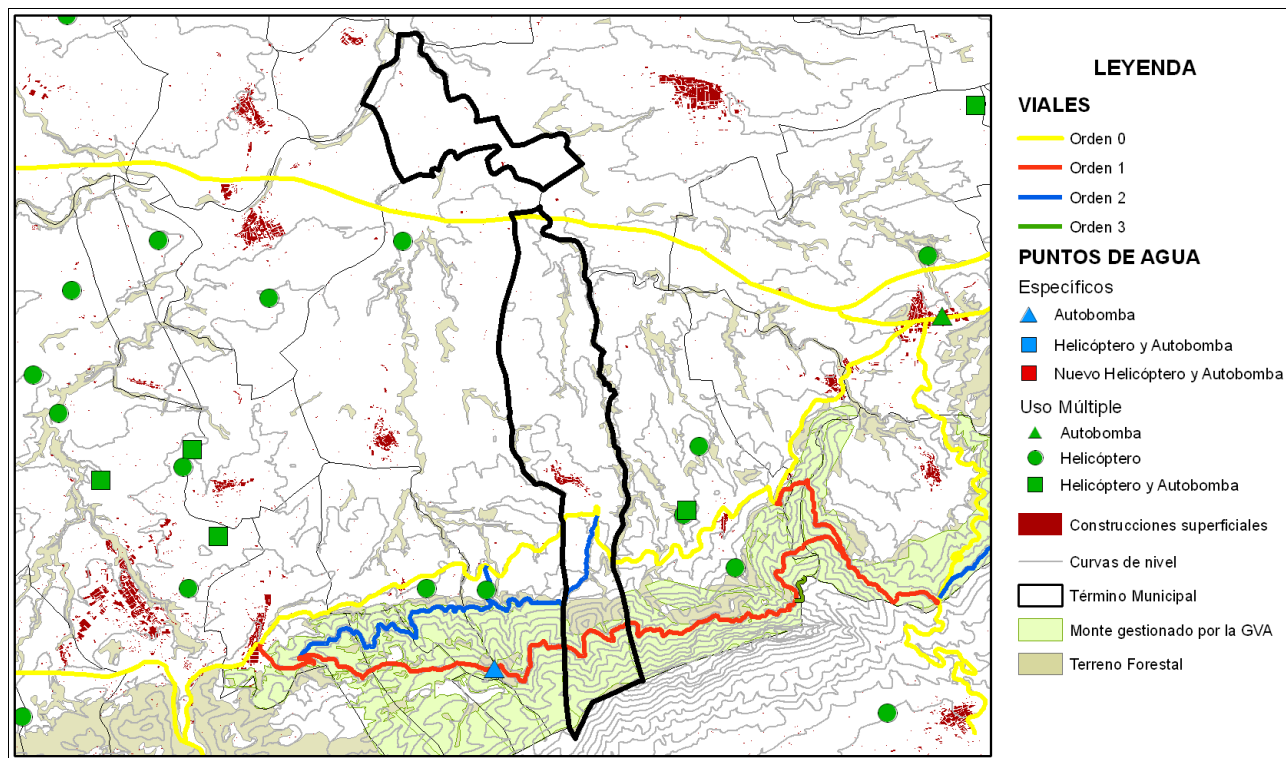 LEYENDA
VIALES
Orden 0
Orden 1
Orden 2
Orden 3
PUNTOS DE AGUA
Específicos
Autobomba
Helicóptero y Autobomba
Nuevo Helicóptero y Autobomba
Uso Múltiple
Autobomba
Helicóptero
Helicóptero y Autobomba
Construcciones superficiales
Curvas de nivel
Término Municipal
Monte gestionado por la GVA
Terreno Forestal